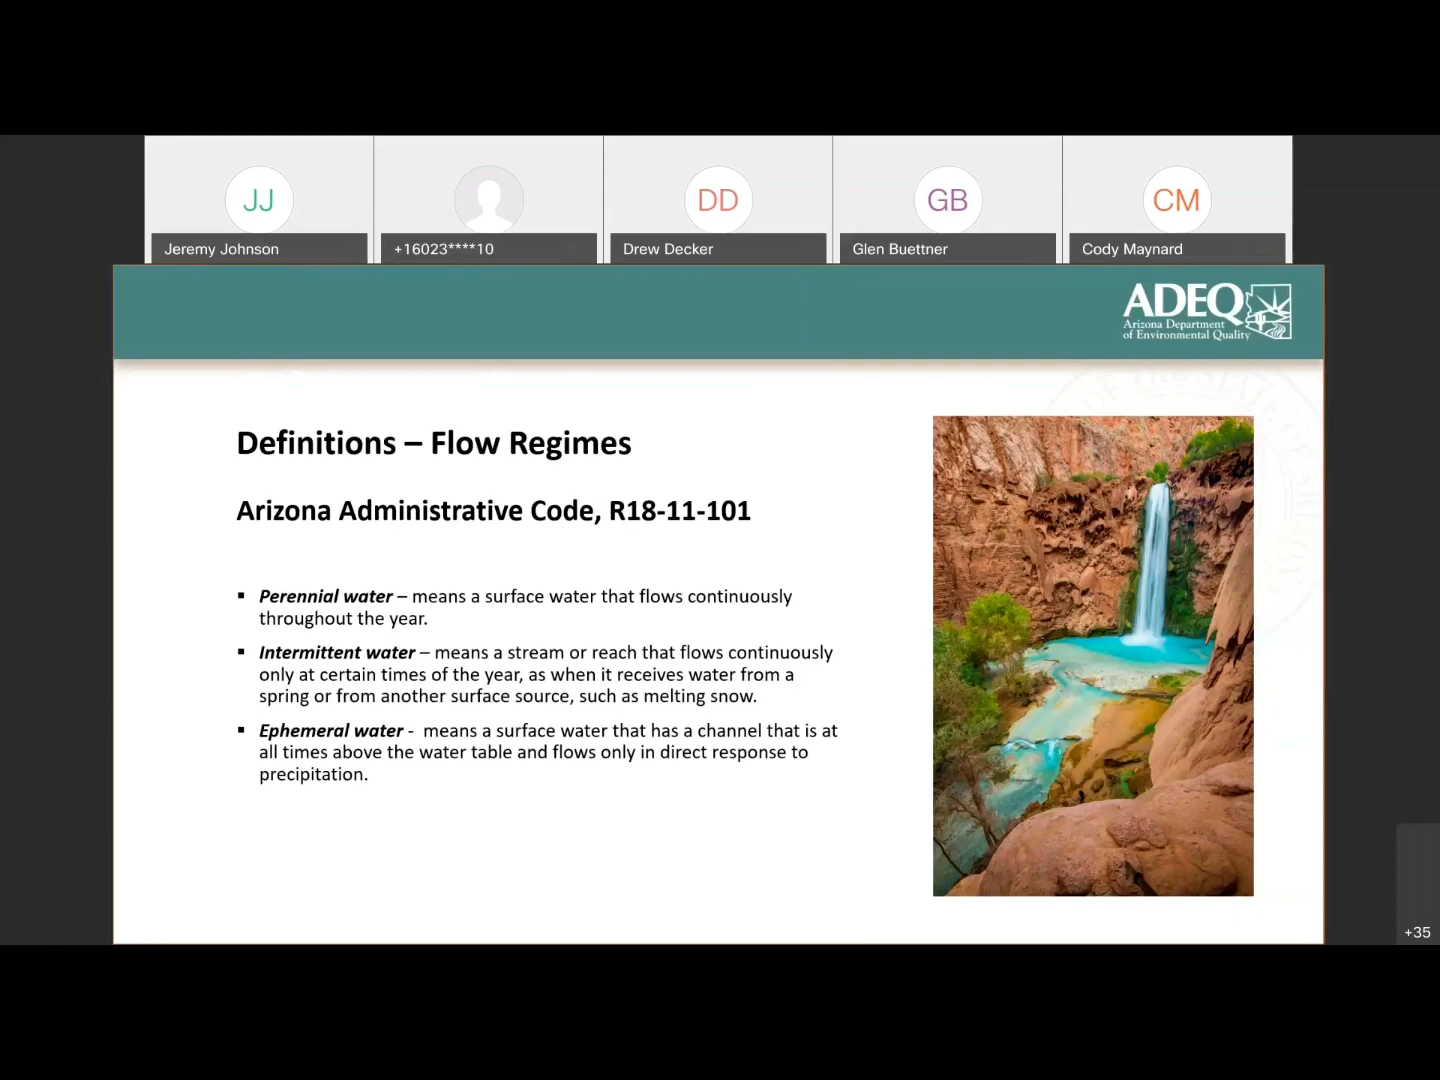 JJ
DD
GB
CM
Jeremy Johnson
+16023****10
Drew Decker
Glen Buettner
Cody Maynard
ADEQ
Arizona Department
of Environmental Quality
Definitions – Flow Regimes
Arizona Administrative Code, R18-11-101
▪ Perennial water – means a surface water that flows continuously
throughout the year.
▪ Intermittent water – means a stream or reach that flows continuously
only at certain times of the year, as when it receives water from a
spring or from another surface source, such as melting snow.
▪ Ephemeral water -  means a surface water that has a channel that is at
all times above the water table and flows only in direct response to
precipitation.
+35